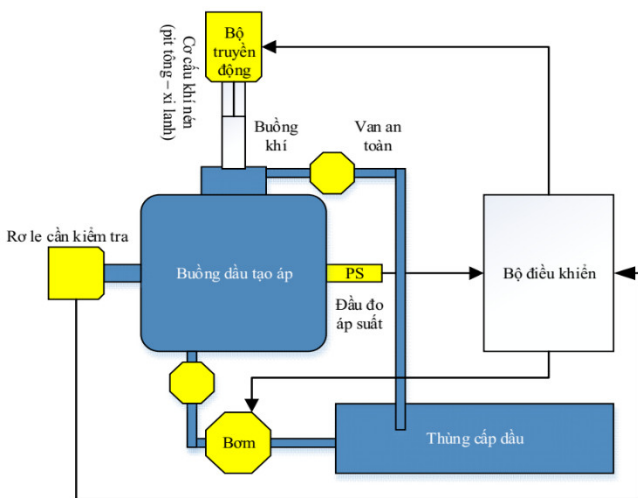 Bộ
truyền
động
Cơ cấu khí nén
(pit tông – xi lanh)
Buồng
khí
Van an
toàn
Rơ le cần kiểm tra
Buồng dầu tạo áp
PS
Đầu đo
áp suất
Bộ điều khiển
Bơm
Thùng cấp dầu